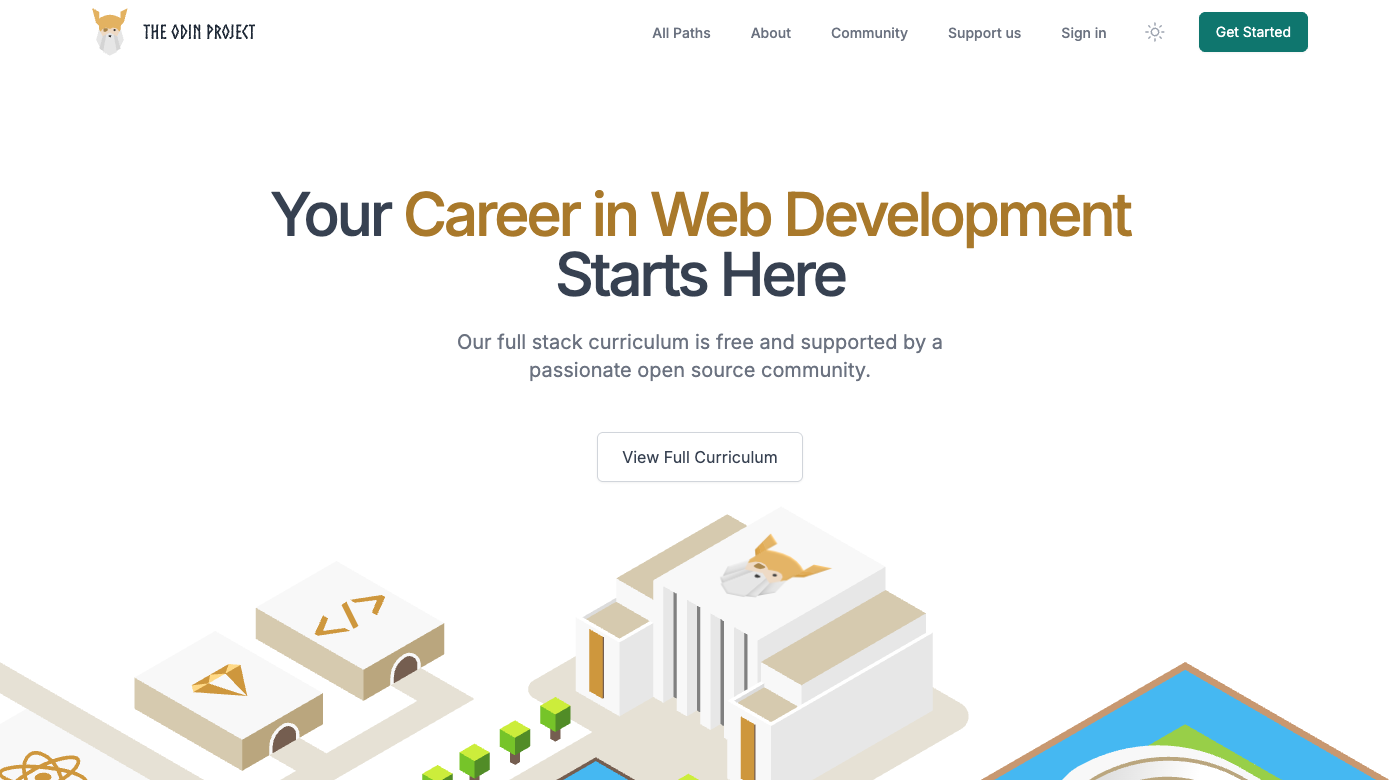 THE ODIN PROJECT
All Paths
About
Community
Support us
Sign in
Get Started
Your Career in Web Development
Starts Here
Our full stack curriculum is free and supported by a
passionate open source community.
View Full Curriculum
</>